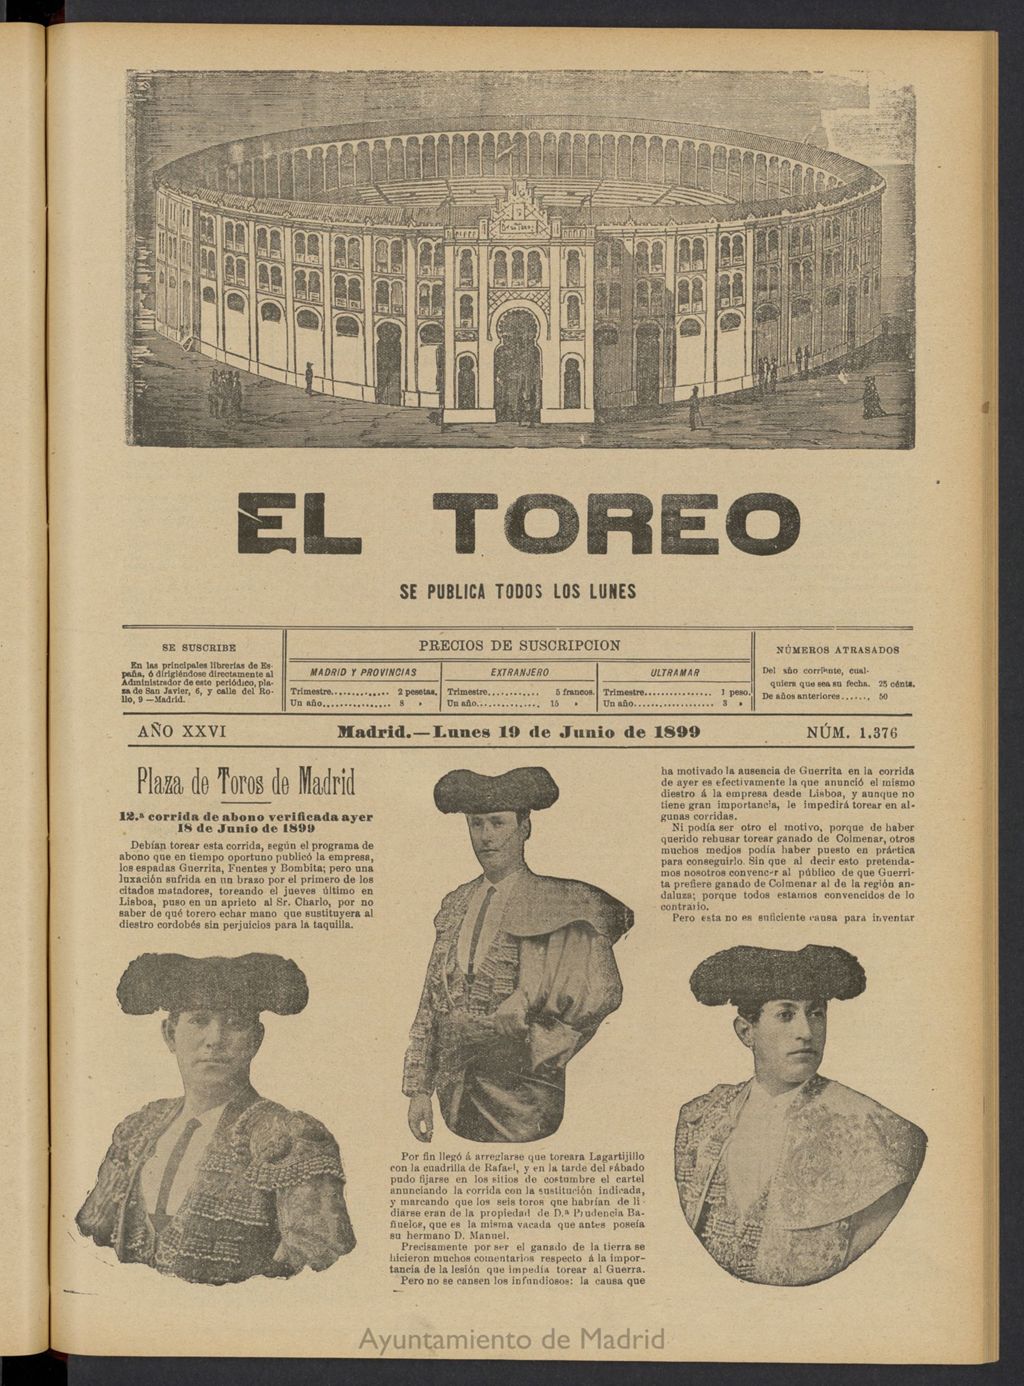 EL TOREO
SE PUBLICA TODOS LOS LUNES
SE SUSCRIBE
En las principales librerías de Es-
paña, ó dirigiéndose directamente al
Administrador de este periódico, pla-
za de San Javier, 6, y calle del Ro-
llo, 9 —Madrid.
PRECIOS DE SUSCRIPCION
MADRID Y PROVINCIAS
Trimestre.............. 2 pesetas.
Un año................. 8 »
EXTRANJERO
Trimestre............ 5 francos.
Un año.............. 15 »
ULTRAMAR
Trimestre................ 1 peso.
Un año................... 3 »
NÚMEROS ATRASADOS
Del año corriente, cual-
quiera que sea su fecha. 25 cénts.
De años anteriores...... 50
AÑO XXVI
Madrid.—Lunes 19 de Junio de 1899
NÚM. 1.376
Plaza de Toros de Madrid
12.ª corrida de abono verificada ayer
18 de Junio de 1899
Debían torear esta corrida, según el programa de
abono que en tiempo oportuno publicó la empresa,
los espadas Guerrita, Fuentes y Bombita; pero una
luxación sufrida en un brazo por el primero de los
citados matadores, toreando el jueves último en
Lisboa, puso en un aprieto al Sr. Charlo, por no
saber de qué torero echar mano que sustituyera al
diestro cordobés sin perjuicios para la taquilla.
Por fin llegó á arreglarse que toreara Lagartijillo
con la cuadrilla de Rafael, y en la tarde del sábado
pudo fijarse en los sitios de costumbre el cartel
anunciando la corrida con la sustitución indicada,
y marcando que los seis toros que habrían de li-
diarse eran de la propiedad de D.ª Prudencia Ba-
ñuelos, que es la misma vacada que antes poseía
su hermano D. Manuel.
Precisamente por ser el ganado de la tierra se
hicieron muchos comentarios respecto á la impor-
tancia de la lesión que impedía torear al Guerra.
Pero no se cansen los infundiosos: la causa que
ha motivado la ausencia de Guerrita en la corrida
de ayer es efectivamente la que anunció el mismo
diestro á la empresa desde Lisboa, y aunque no
tiene gran importancia, le impedirá torear en al-
gunas corridas.
Ni podía ser otro el motivo, porque de haber
querido rehusar torear ganado de Colmenar, otros
muchos medios podía haber puesto en práctica
para conseguirlo. Sin que al decir esto pretenda-
mos nosotros convencer al público de que Guerri-
ta prefiere ganado de Colmenar al de la región an-
daluza; porque todos estamos convencidos de lo
contrario.
Pero esta no es suficiente causa para inventar
Ayuntamiento de Madrid